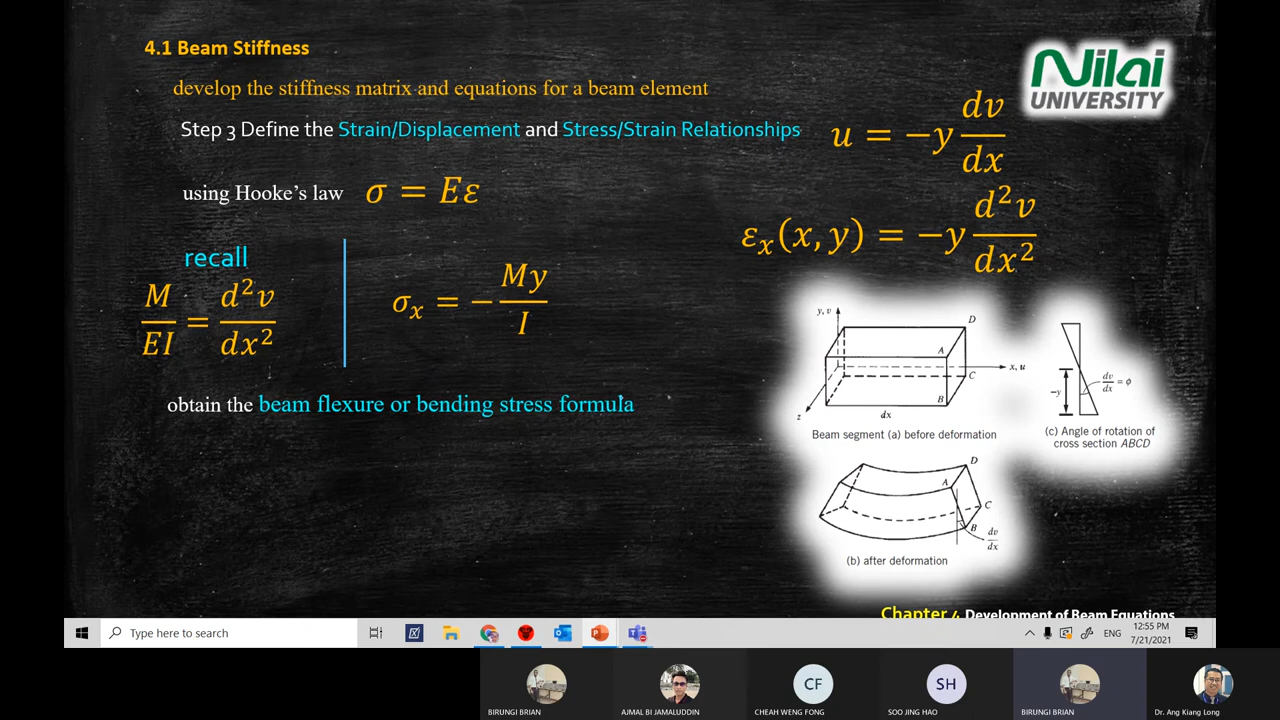 4.1 Beam Stiffness
develop the stiffness matrix and equations for a beam element
Step 3 Define the Strain/Displacement and Stress/Strain Relationships
Nilai
UNIVERSITY
u = −y dv/dx
using Hooke's law σ = Eε
εₓ(x, y) = −y d²v/dx²
recall
M/EI = d²v/dx²
σₓ = − My/I
obtain the beam flexure or bending stress formula
y, v
D
A
x, u
C
B
z
dx
Beam segment (a) before deformation
−y
dv/dx = ϕ
(c) Angle of rotation of
cross section ABCD
D
A
C
B
dv/dx
(b) after deformation
Chapter 4 Development of Beam Equations
Type here to search
ENG
12:55 PM
7/21/2021
CF
SH
BIRUNGI BRIAN
AJMAL BI JAMALUDDIN
CHEAH WENG FONG
SOO JING HAO
BIRUNGI BRIAN
Dr. Ang Kiang Long